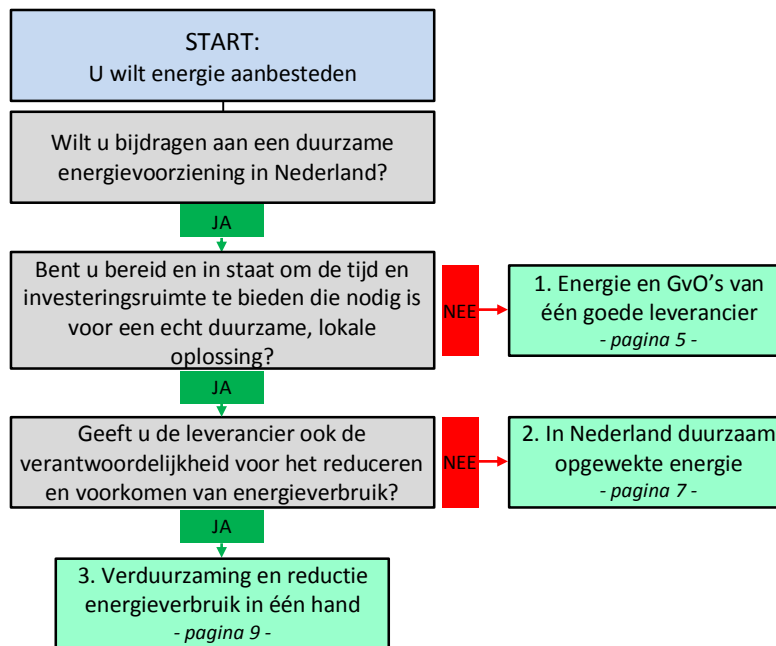 START:
U wilt energie aanbesteden
Wilt u bijdragen aan een duurzame
energievoorziening in Nederland?
JA
Bent u bereid en in staat om de tijd en
investeringsruimte te bieden die nodig is
voor een echt duurzame, lokale
oplossing?
NEE
1. Energie en GvO's van
één goede leverancier
- pagina 5 -
JA
Geeft u de leverancier ook de
verantwoordelijkheid voor het reduceren
en voorkomen van energieverbruik?
NEE
2. In Nederland duurzaam
opgewekte energie
- pagina 7 -
JA
3. Verduurzaming en reductie
energieverbruik in één hand
- pagina 9 -